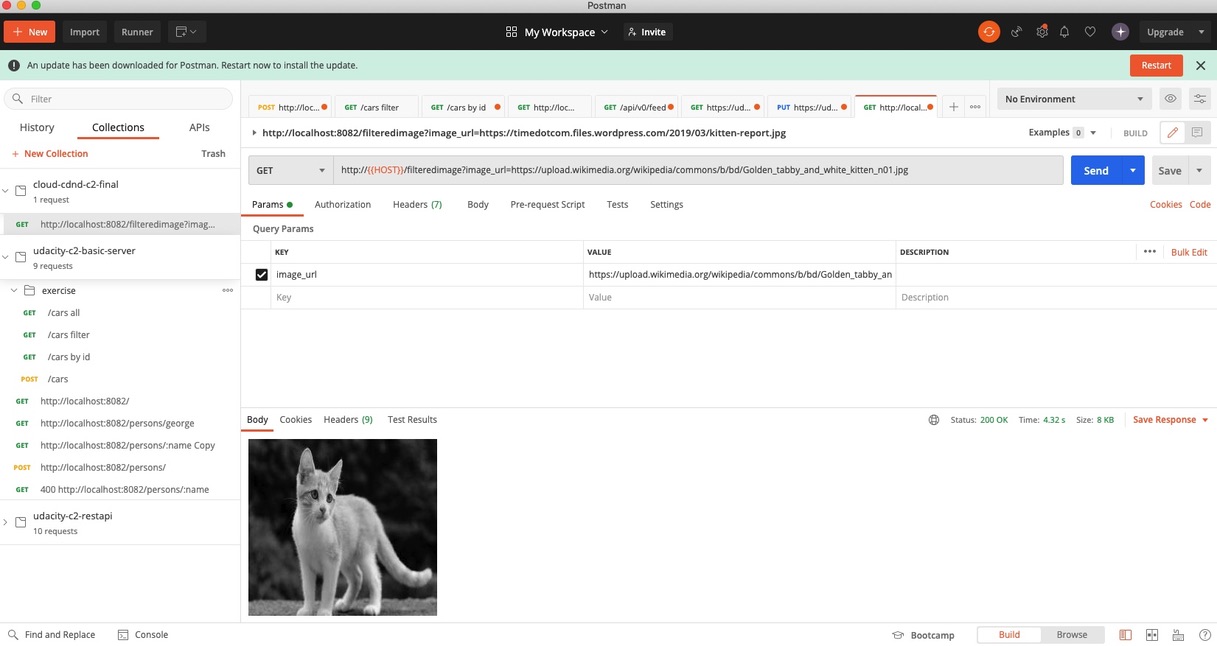 Postman
New
Import
Runner
My Workspace
Invite
Upgrade
An update has been downloaded for Postman. Restart now to install the update.
Restart
Filter
History
Collections
APIs
+ New Collection
Trash
cloud-cdnd-c2-final
1 request
GET http://localhost:8082/filteredimage?imag...
udacity-c2-basic-server
9 requests
exercise
GET /cars all
GET /cars filter
GET /cars by id
POST /cars
GET http://localhost:8082/
GET http://localhost:8082/persons/george
GET http://localhost:8082/persons/:name Copy
POST http://localhost:8082/persons/
GET 400 http://localhost:8082/persons/:name
udacity-c2-restapi
10 requests
POST http://loc...
GET /cars filter
GET /cars by id
GET http://loc...
GET /api/v0/feed
GET https://ud...
PUT https://ud...
GET http://local...
No Environment
http://localhost:8082/filteredimage?image_url=https://timedotcom.files.wordpress.com/2019/03/kitten-report.jpg
Examples 0
BUILD
GET
http://{{HOST}}/filteredimage?image_url=https://upload.wikimedia.org/wikipedia/commons/b/bd/Golden_tabby_and_white_kitten_n01.jpg
Send
Save
Params
Authorization
Headers (7)
Body
Pre-request Script
Tests
Settings
Cookies
Code
Query Params
KEY
VALUE
DESCRIPTION
Bulk Edit
image_url
https://upload.wikimedia.org/wikipedia/commons/b/bd/Golden_tabby_an
Key
Value
Description
Body
Cookies
Headers (9)
Test Results
Status: 200 OK
Time: 4.32 s
Size: 8 KB
Save Response
Find and Replace
Console
Bootcamp
Build
Browse